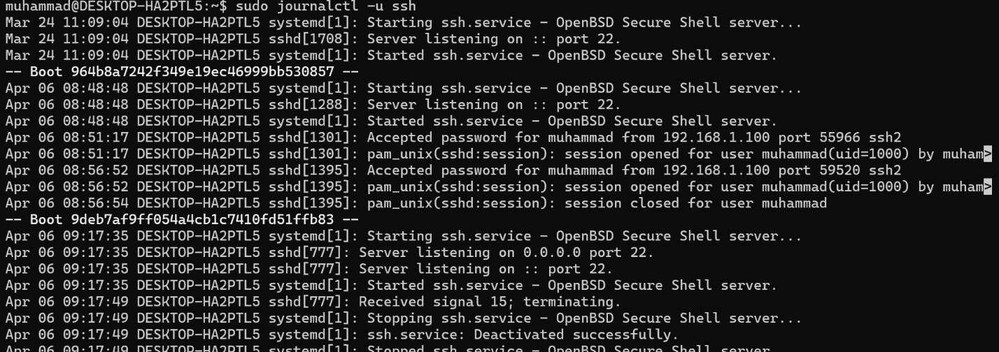 muhammad@DESKTOP-HA2PTL5:~$ sudo journalctl -u ssh
Mar 24 11:09:04 DESKTOP-HA2PTL5 systemd[1]: Starting ssh.service - OpenBSD Secure Shell server...
Mar 24 11:09:04 DESKTOP-HA2PTL5 sshd[1708]: Server listening on :: port 22.
Mar 24 11:09:04 DESKTOP-HA2PTL5 systemd[1]: Started ssh.service - OpenBSD Secure Shell server.
-- Boot 964b8a7242f349e19ec46999bb530857 --
Apr 06 08:48:48 DESKTOP-HA2PTL5 systemd[1]: Starting ssh.service - OpenBSD Secure Shell server...
Apr 06 08:48:48 DESKTOP-HA2PTL5 sshd[1288]: Server listening on :: port 22.
Apr 06 08:48:48 DESKTOP-HA2PTL5 systemd[1]: Started ssh.service - OpenBSD Secure Shell server.
Apr 06 08:51:17 DESKTOP-HA2PTL5 sshd[1301]: Accepted password for muhammad from 192.168.1.100 port 55966 ssh2
Apr 06 08:51:17 DESKTOP-HA2PTL5 sshd[1301]: pam_unix(sshd:session): session opened for user muhammad(uid=1000) by muham>
Apr 06 08:56:52 DESKTOP-HA2PTL5 sshd[1395]: Accepted password for muhammad from 192.168.1.100 port 59520 ssh2
Apr 06 08:56:52 DESKTOP-HA2PTL5 sshd[1395]: pam_unix(sshd:session): session opened for user muhammad(uid=1000) by muham>
Apr 06 08:56:54 DESKTOP-HA2PTL5 sshd[1395]: pam_unix(sshd:session): session closed for user muhammad
-- Boot 9deb7af9ff054a4cb1c7410fd51ffb83 --
Apr 06 09:17:35 DESKTOP-HA2PTL5 systemd[1]: Starting ssh.service - OpenBSD Secure Shell server...
Apr 06 09:17:35 DESKTOP-HA2PTL5 sshd[777]: Server listening on 0.0.0.0 port 22.
Apr 06 09:17:35 DESKTOP-HA2PTL5 sshd[777]: Server listening on :: port 22.
Apr 06 09:17:35 DESKTOP-HA2PTL5 systemd[1]: Started ssh.service - OpenBSD Secure Shell server.
Apr 06 09:17:49 DESKTOP-HA2PTL5 sshd[777]: Received signal 15; terminating.
Apr 06 09:17:49 DESKTOP-HA2PTL5 systemd[1]: Stopping ssh.service - OpenBSD Secure Shell server...
Apr 06 09:17:49 DESKTOP-HA2PTL5 systemd[1]: ssh.service: Deactivated successfully.
Apr 06 09:17:49 DESKTOP-HA2PTL5 systemd[1]: Stopped ssh.service - OpenBSD Secure Shell server.